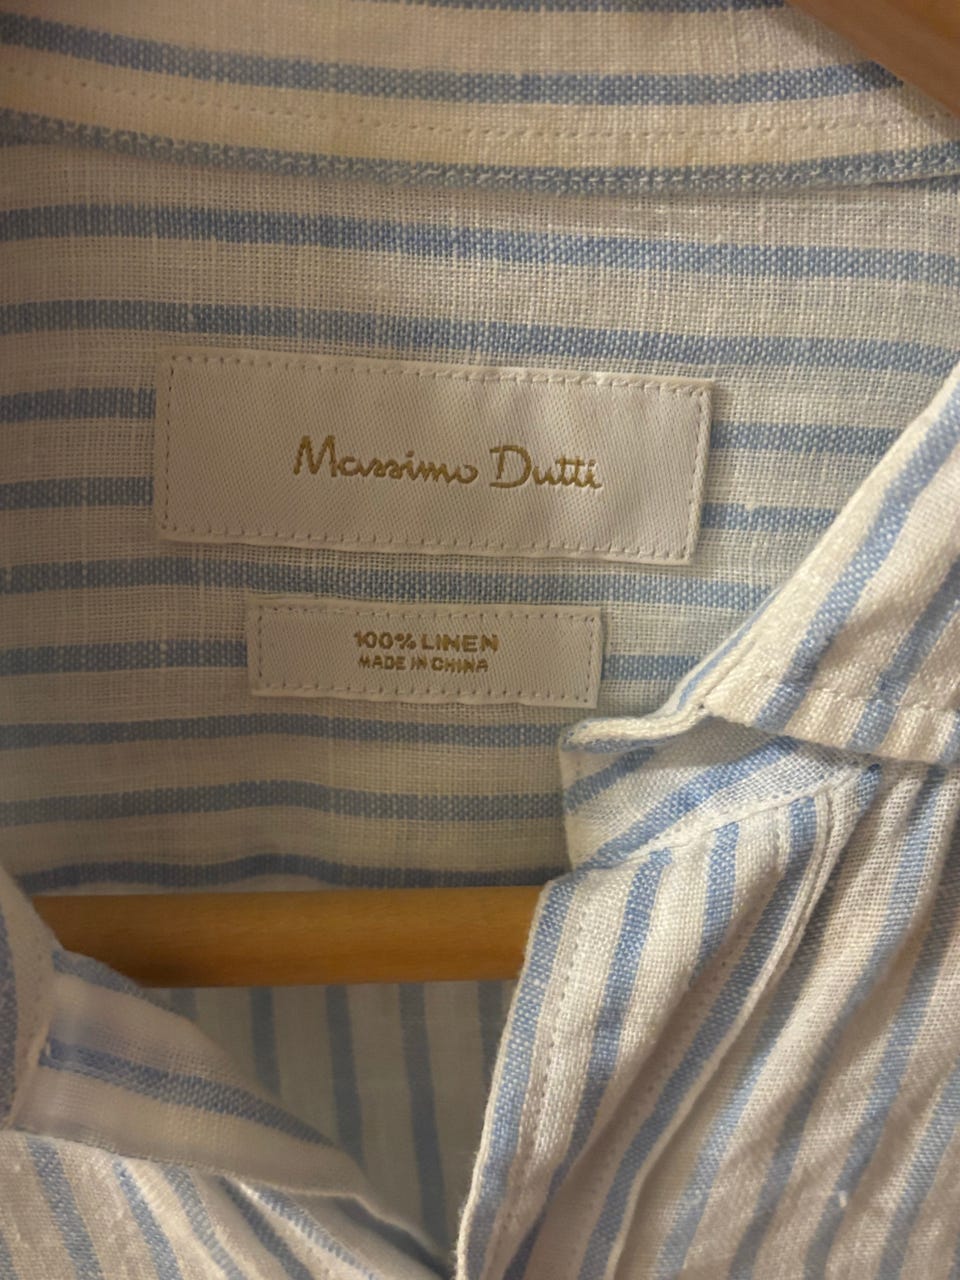 Massimo Dutti
100% LINEN
MADE IN CHINA